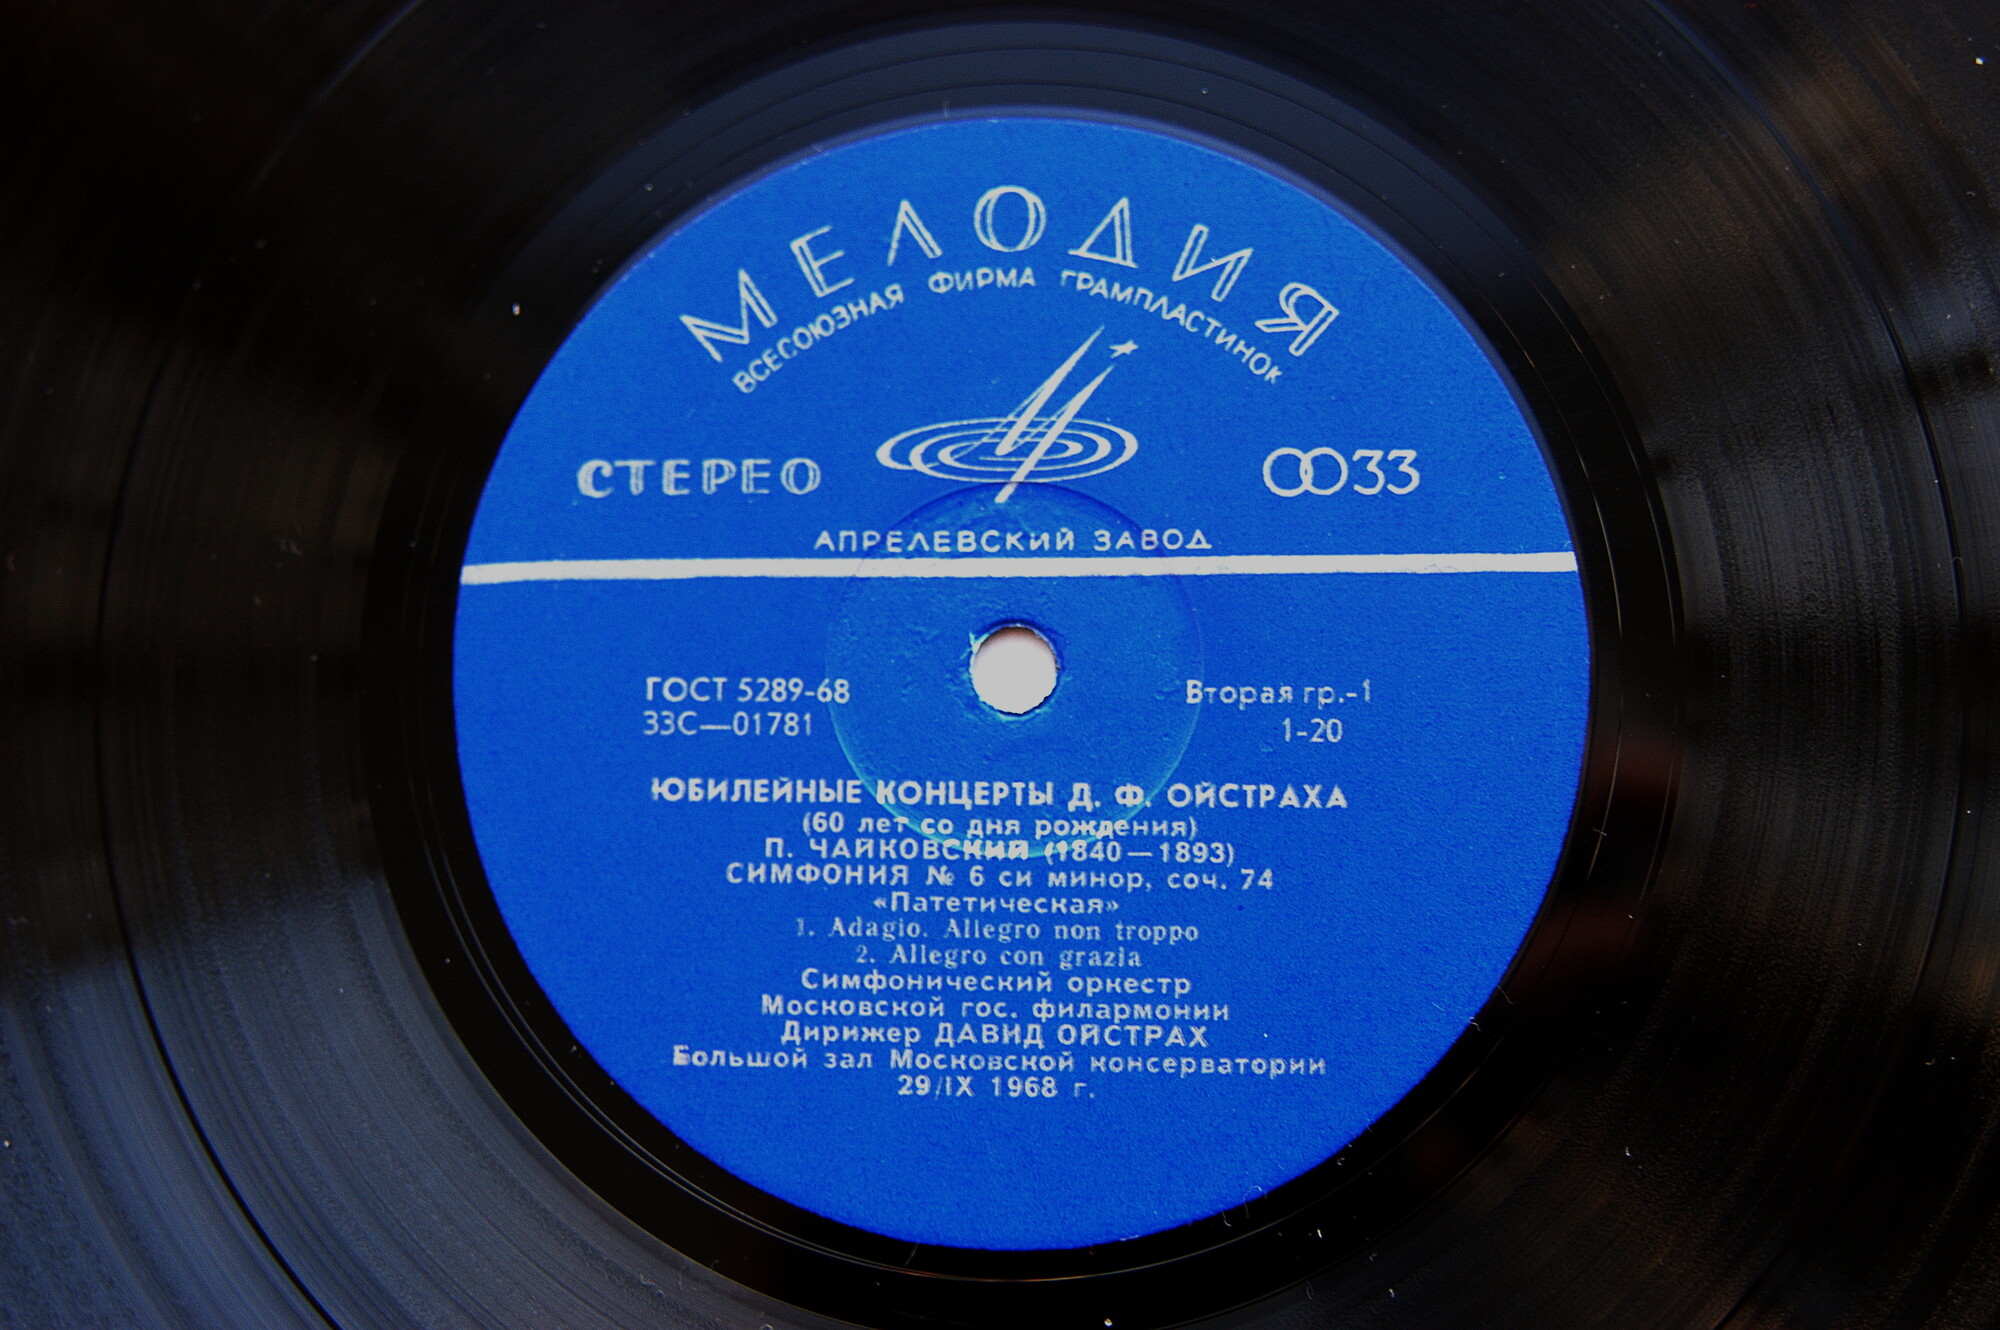 МЕЛОДИЯ
ВСЕСОЮЗНАЯ ФИРМА ГРАМПЛАСТИНОК
СТЕРЕО
33
АПРЕЛЕВСКИЙ ЗАВОД
ГОСТ 5289-68
Вторая гр.-1
33С—01781
1-20
ЮБИЛЕЙНЫЕ КОНЦЕРТЫ Д. Ф. ОЙСТРАХА
(60 лет со дня рождения)
П. ЧАЙКОВСКИЙ (1840—1893)
СИМФОНИЯ № 6 си минор, соч. 74
«Патетическая»
1. Adagio. Allegro non troppo
2. Allegro con grazia
Симфонический оркестр
Московской гос. филармонии
Дирижер ДАВИД ОЙСТРАХ
Большой зал Московской консерватории
29/IX 1968 г.